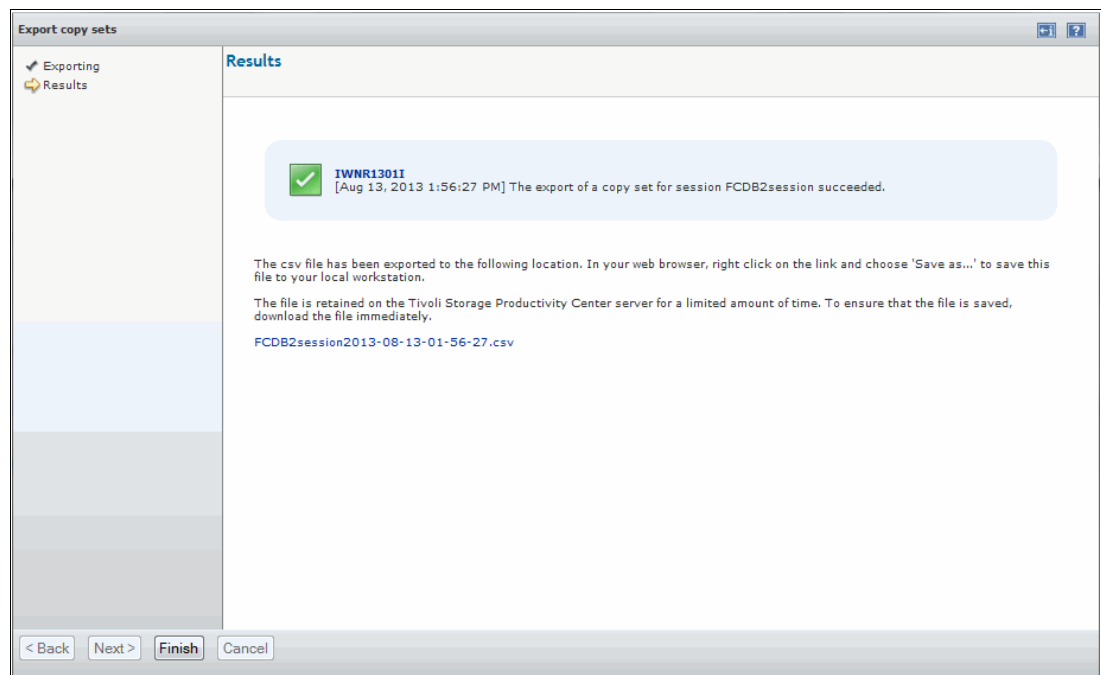 Export copy sets
Exporting
Results
Results
IWNR1301I
[Aug 13, 2013 1:56:27 PM] The export of a copy set for session FCDB2session succeeded.
The csv file has been exported to the following location. In your web browser, right click on the link and choose 'Save as...' to save this
file to your local workstation.
The file is retained on the Tivoli Storage Productivity Center server for a limited amount of time. To ensure that the file is saved,
download the file immediately.
FCDB2session2013-08-13-01-56-27.csv
< Back Next > Finish Cancel